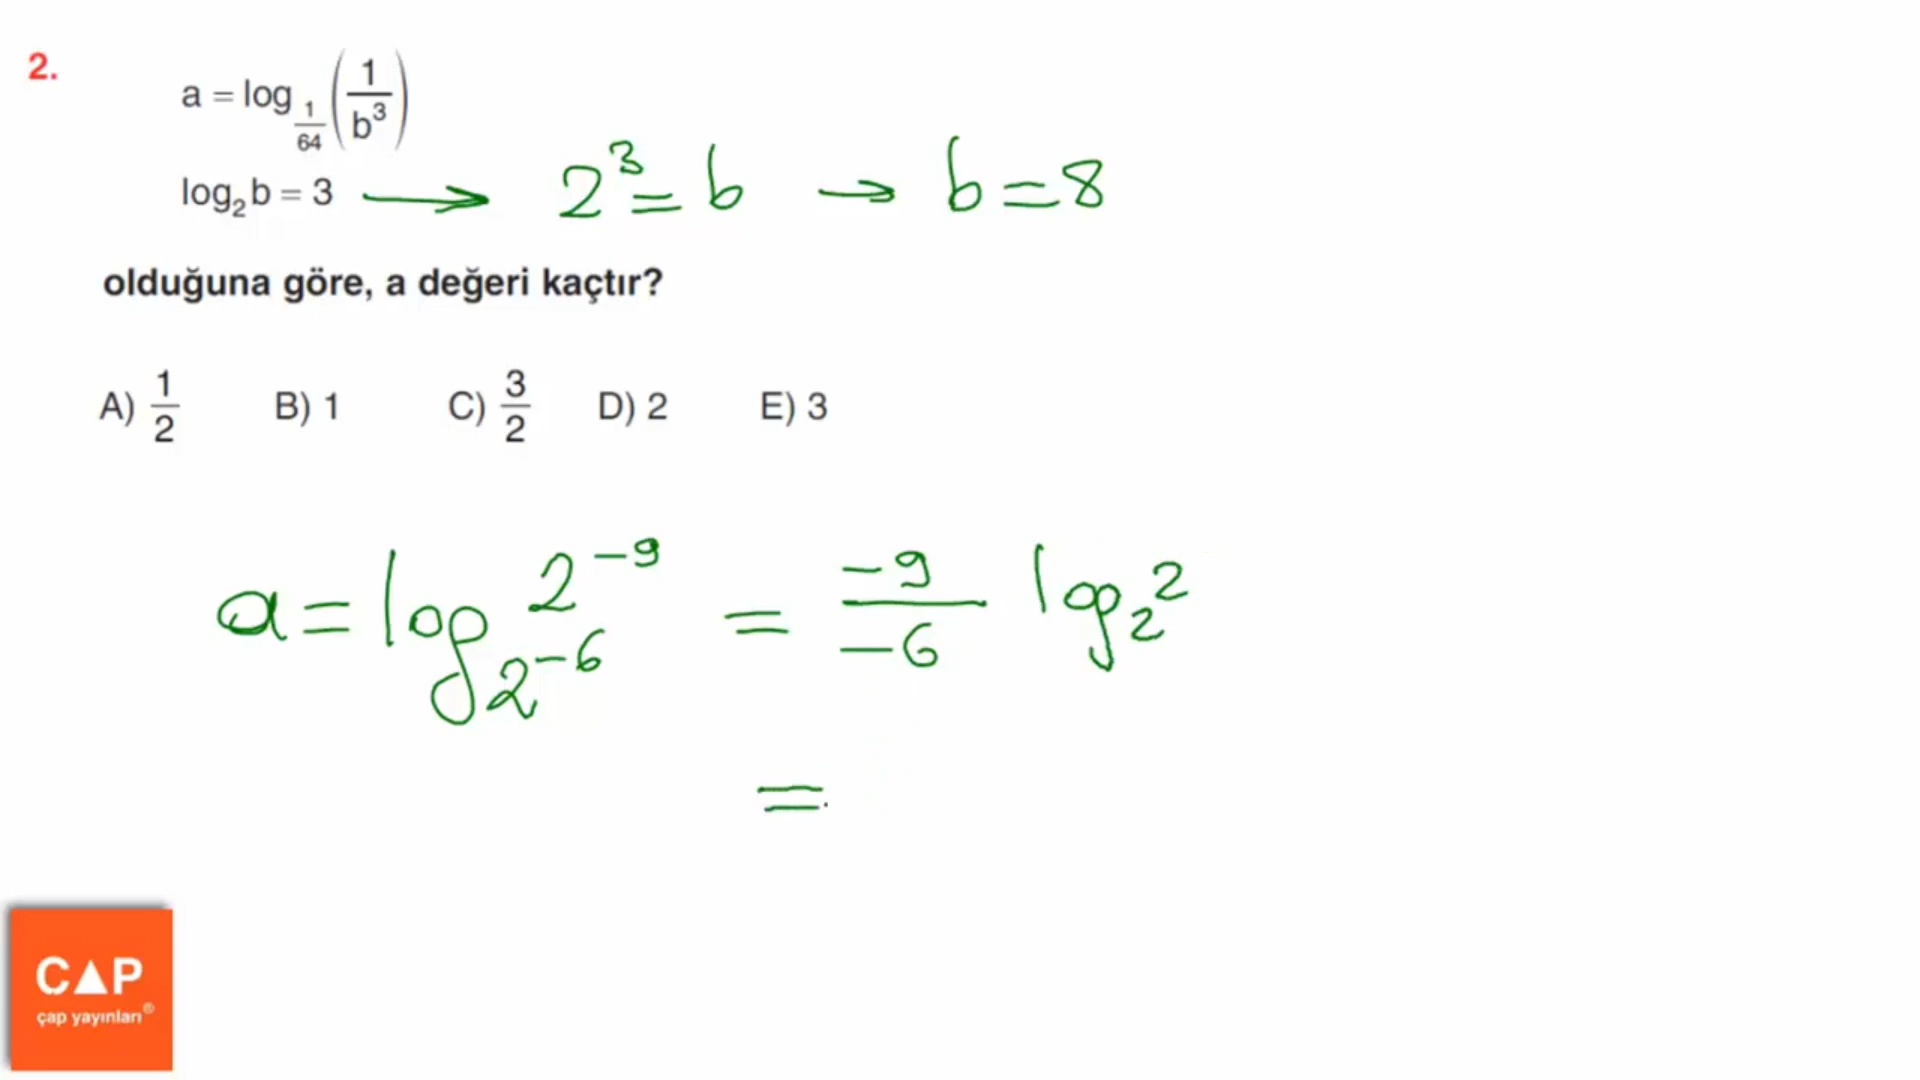 2.
a = log_{1/64}(1/b³)
log₂b = 3 → 2³ = b → b = 8
olduğuna göre, a değeri kaçtır?
A) 1/2 B) 1 C) 3/2 D) 2 E) 3
a = log_{2⁻⁶} 2⁻⁹ = -9/-6 log₂2
=
CAP
çap yayınları®